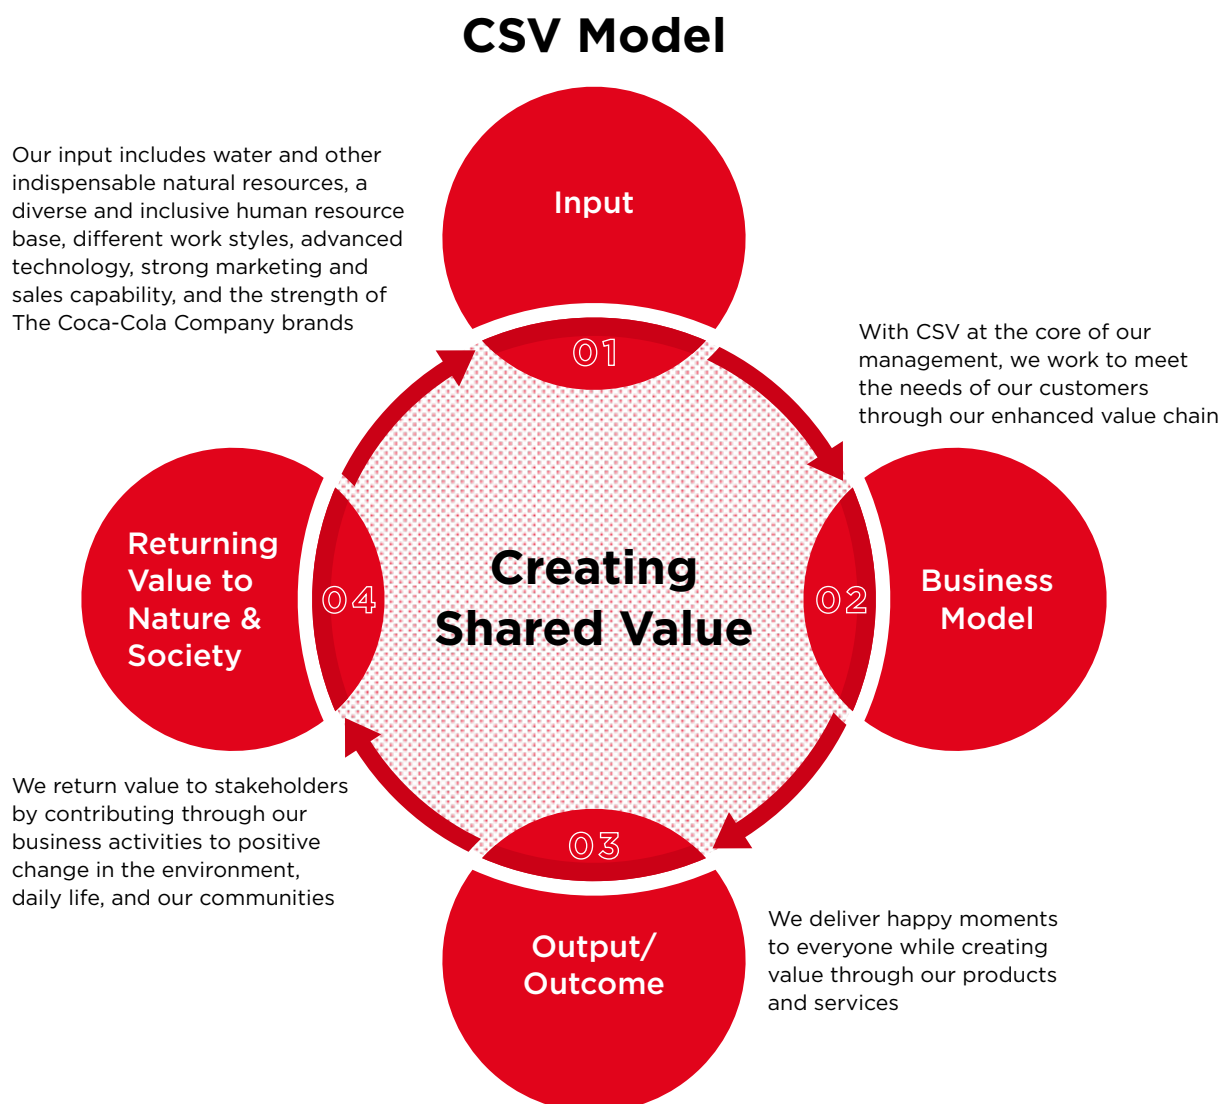 CSV Model
Our input includes water and other
indispensable natural resources, a
diverse and inclusive human resource
base, different work styles, advanced
technology, strong marketing and
sales capability, and the strength of
The Coca-Cola Company brands
Input
01
With CSV at the core of our
management, we work to meet
the needs of our customers
through our enhanced value chain
Returning
Value to
Nature &
Society
04
Creating
Shared Value
02
Business
Model
We return value to stakeholders
by contributing through our
business activities to positive
change in the environment,
daily life, and our communities
03
Output/
Outcome
We deliver happy moments
to everyone while creating
value through our products
and services